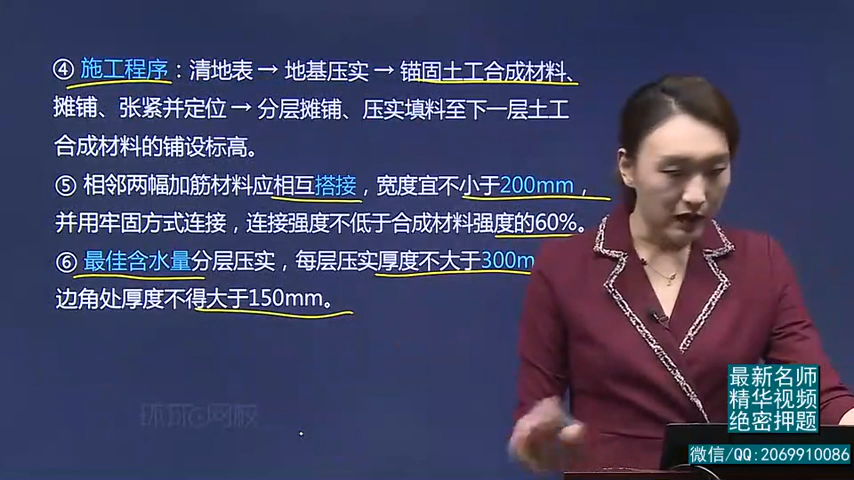 ④ 施工程序：清地表 → 地基压实 → 锚固土工合成材料、
摊铺、张紧并定位 → 分层摊铺、压实填料至下一层土工
合成材料的铺设标高。
⑤ 相邻两幅加筋材料应相互搭接，宽度宜不小于200mm，
并用牢固方式连接，连接强度不低于合成材料强度的60%。
⑥ 最佳含水量分层压实，每层压实厚度不大于300m
边角处厚度不得大于150mm。
环球网校
最新名师
精华视频
绝密押题
微信/QQ:2069910086